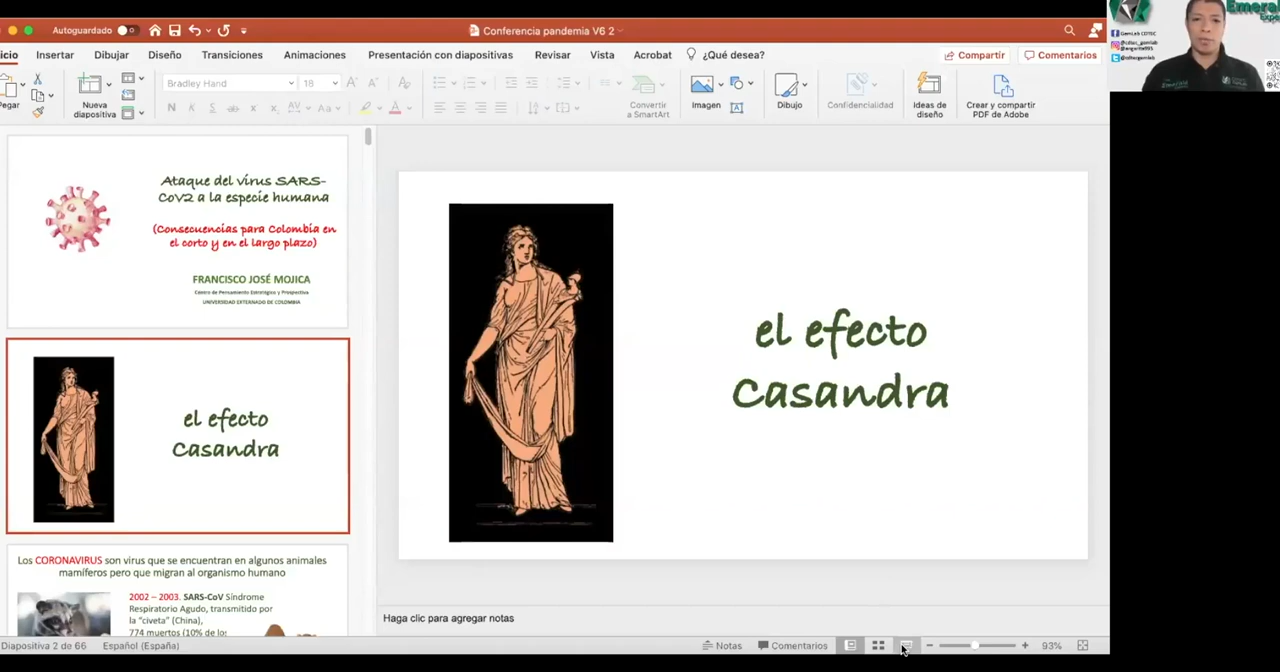 Autoguardado
Conferencia pandemia V6 2
icio Insertar Dibujar Diseño Transiciones Animaciones Presentación con diapositivas Revisar Vista Acrobat ¿Qué desea? Compartir Comentarios
Pegar
Nueva
diapositiva
Bradley Hand 18
Convertir
a SmartArt
Imagen
Dibujo
Confidencialidad
Ideas de
diseño
Crear y compartir
PDF de Adobe
Ataque del virus SARS-
CoV2 a la especie humana
(Consecuencias para Colombia en
el corto y en el largo plazo)
FRANCISCO JOSÉ MOJICA
Centro de Pensamiento Estratégico y Prospectiva
UNIVERSIDAD EXTERNADO DE COLOMBIA
el efecto
Casandra
Los CORONAVIRUS son virus que se encuentran en algunos animales
mamíferos pero que migran al organismo humano
2002 – 2003. SARS-CoV Síndrome
Respiratorio Agudo, transmitido por
la "civeta" (China),
774 muertos (10% de los
el efecto
Casandra
Haga clic para agregar notas
Diapositiva 2 de 66 Español (España) Notas Comentarios 93%